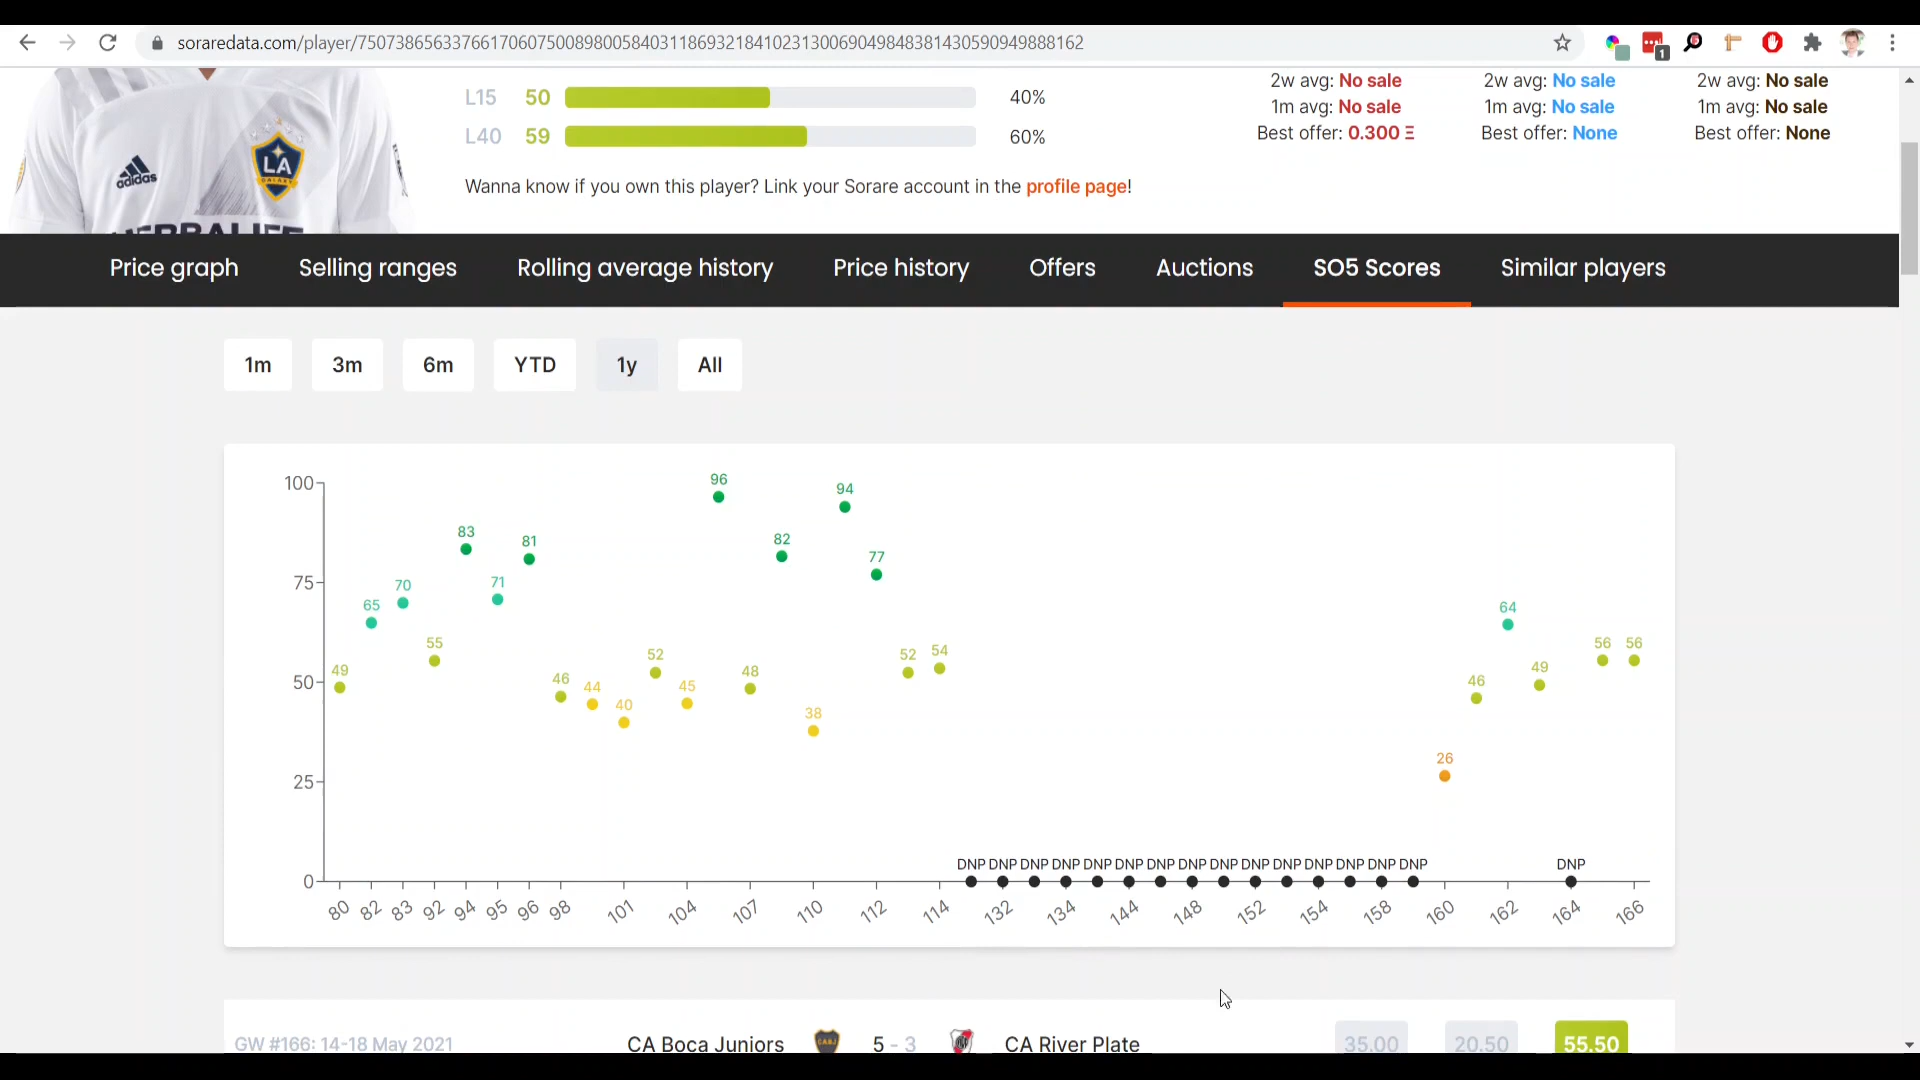 soraredata.com/player/75073865633766170607500898005840311869321841023130069049848381430590949888162
1
LA
GALAXY
adidas
HERBALIFE
L15 50 40%
L40 59 60%
Wanna know if you own this player? Link your Sorare account in the profile page!
2w avg: No sale
1m avg: No sale
Best offer: 0.300 Ξ
2w avg: No sale
1m avg: No sale
Best offer: None
2w avg: No sale
1m avg: No sale
Best offer: None
Price graph Selling ranges Rolling average history Price history Offers Auctions SO5 Scores Similar players
1m 3m 6m YTD 1y All
100
75
50
25
0
49 65 70 55 83 71 81 46 44 40 52 45 96 48 82 38 94 77 52 54
DNP DNP DNP DNP DNP DNP DNP DNP DNP DNP DNP DNP DNP DNP DNP
26 46 64 49 DNP 56 56
80 82 83 92 94 95 96 98 101 104 107 110 112 114 132 134 144 148 152 154 158 160 162 164 166
GW #166: 14-18 May 2021 CA Boca Juniors CABJ 5 - 3 CA River Plate 35.00 20.50 55.50